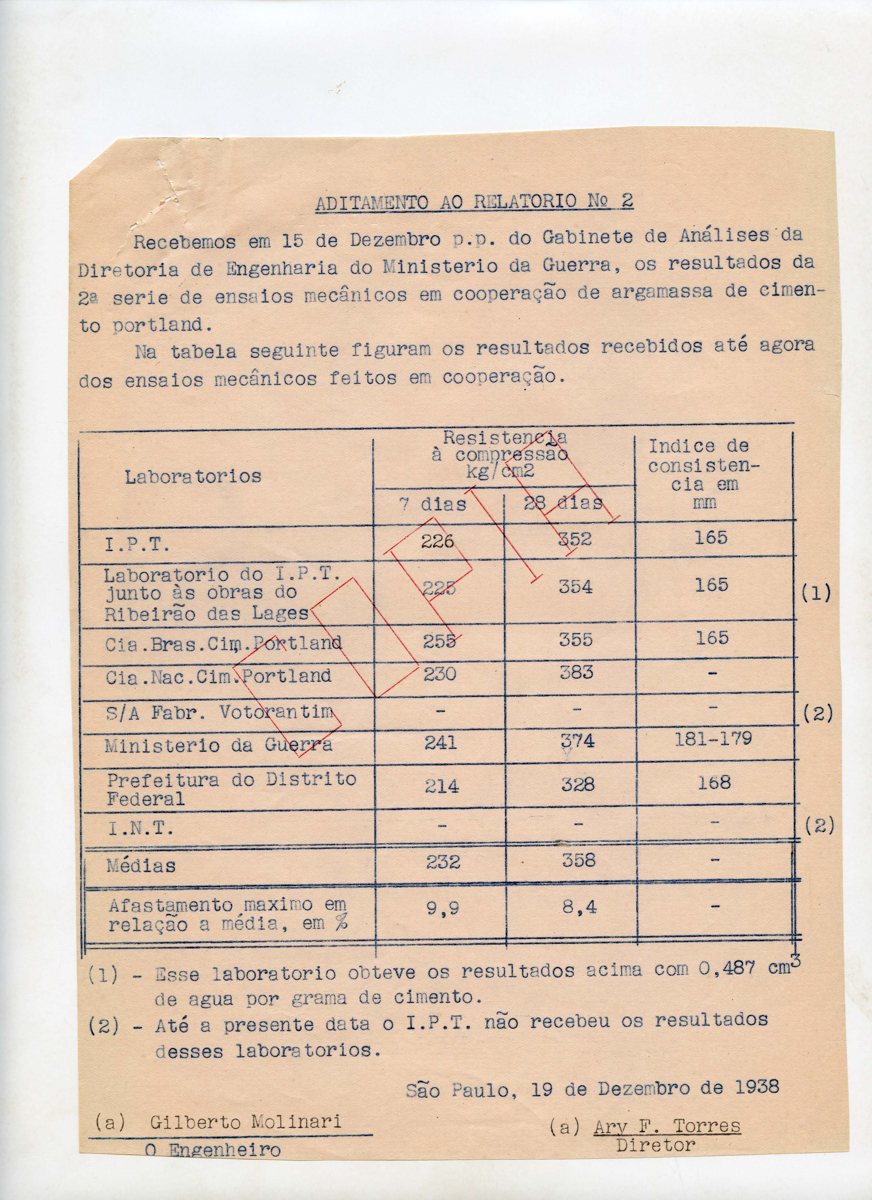 ADITAMENTO AO RELATORIO Nº 2
Recebemos em 15 de Dezembro p.p. do Gabinete de Análises da
Diretoria de Engenharia do Ministerio da Guerra, os resultados da
2ª serie de ensaios mecânicos em cooperação de argamassa de cimen-
to portland.
Na tabela seguinte figuram os resultados recebidos até agora
dos ensaios mecânicos feitos em cooperação.
Laboratorios
Resistencia
à compressão
kg/cm2
7 dias
28 dias
Indice de
consisten-
cia em
mm
I.P.T. 226 352 165
Laboratorio do I.P.T.
junto às obras do 225 354 165 (1)
Ribeirão das Lages
Cia.Bras.Cim.Portland 255 355 165
Cia.Nac.Cim.Portland 230 383 -
S/A Fabr. Votorantim - - - (2)
Ministerio da Guerra 241 374 181-179
Prefeitura do Distrito
Federal 214 328 168
I.N.T. - - - (2)
Médias 232 358 -
Afastamento maximo em
relação a média, em % 9,9 8,4 -
(1) - Esse laboratorio obteve os resultados acima com 0,487 cm3
de agua por grama de cimento.
(2) - Até a presente data o I.P.T. não recebeu os resultados
desses laboratorios.
São Paulo, 19 de Dezembro de 1938
(a) Gilberto Molinari
O Engenheiro
(a) Ary F. Torres
Diretor
COPIA